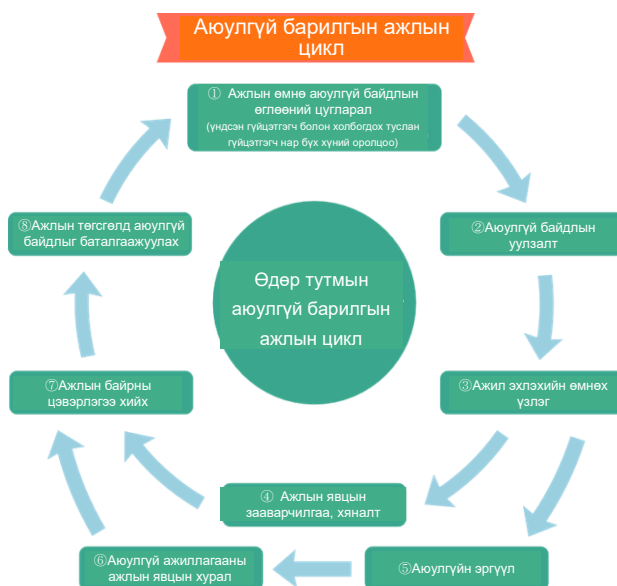 Аюулгүй барилгын ажлын
цикл
① Ажлын өмнө аюулгүй байдлын
өглөөний цугларал
(үндсэн гүйцэтгэгч болон холбогдох туслан
гүйцэтгэгч нар бүх хүний оролцоо)
②Аюулгүй байдлын
уулзалт
③Ажил эхлэхийн өмнөх
үзлэг
④ Ажлын явцын
зааварчилгаа, хяналт
⑤Аюулгүйн эргүүл
⑥Аюулгүй ажиллагааны
ажлын явцын хурал
⑦Ажлын байрны
цэвэрлэгээ хийх
⑧Ажлын төгсгөлд аюулгүй
байдлыг баталгаажуулах
Өдөр тутмын
аюулгүй барилгын
ажлын цикл